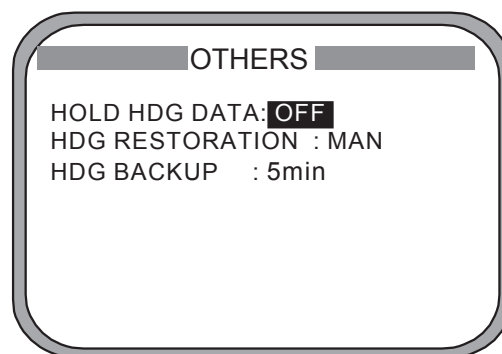 OTHERS
HOLD HDG DATA: OFF
HDG RESTORATION : MAN
HDG BACKUP : 5min